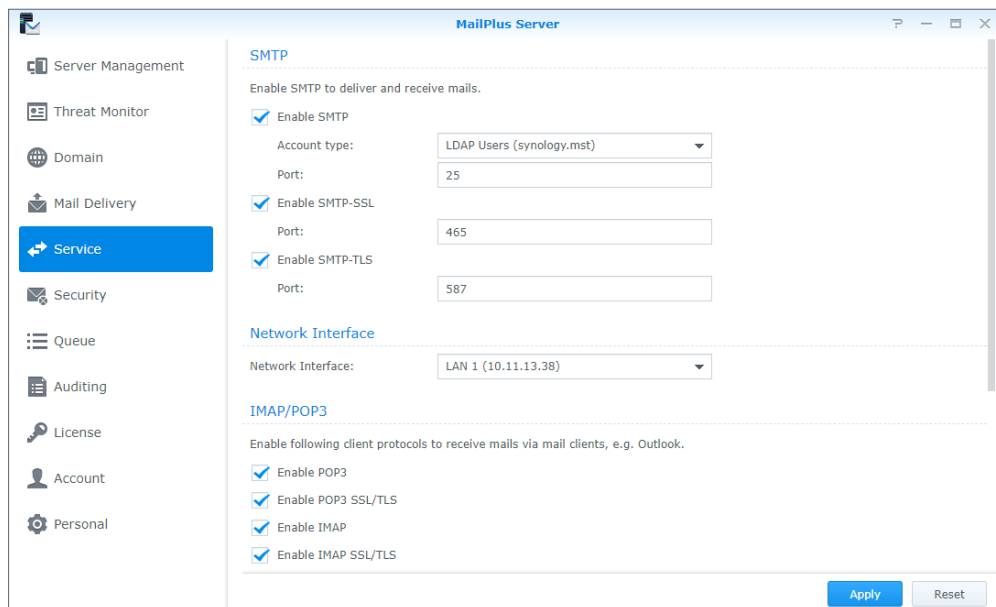 MailPlus Server
Server Management
Threat Monitor
Domain
Mail Delivery
Service
Security
Queue
Auditing
License
Account
Personal
SMTP
Enable SMTP to deliver and receive mails.
Enable SMTP
Account type: LDAP Users (synology.mst)
Port: 25
Enable SMTP-SSL
Port: 465
Enable SMTP-TLS
Port: 587
Network Interface
Network Interface: LAN 1 (10.11.13.38)
IMAP/POP3
Enable following client protocols to receive mails via mail clients, e.g. Outlook.
Enable POP3
Enable POP3 SSL/TLS
Enable IMAP
Enable IMAP SSL/TLS
Apply Reset